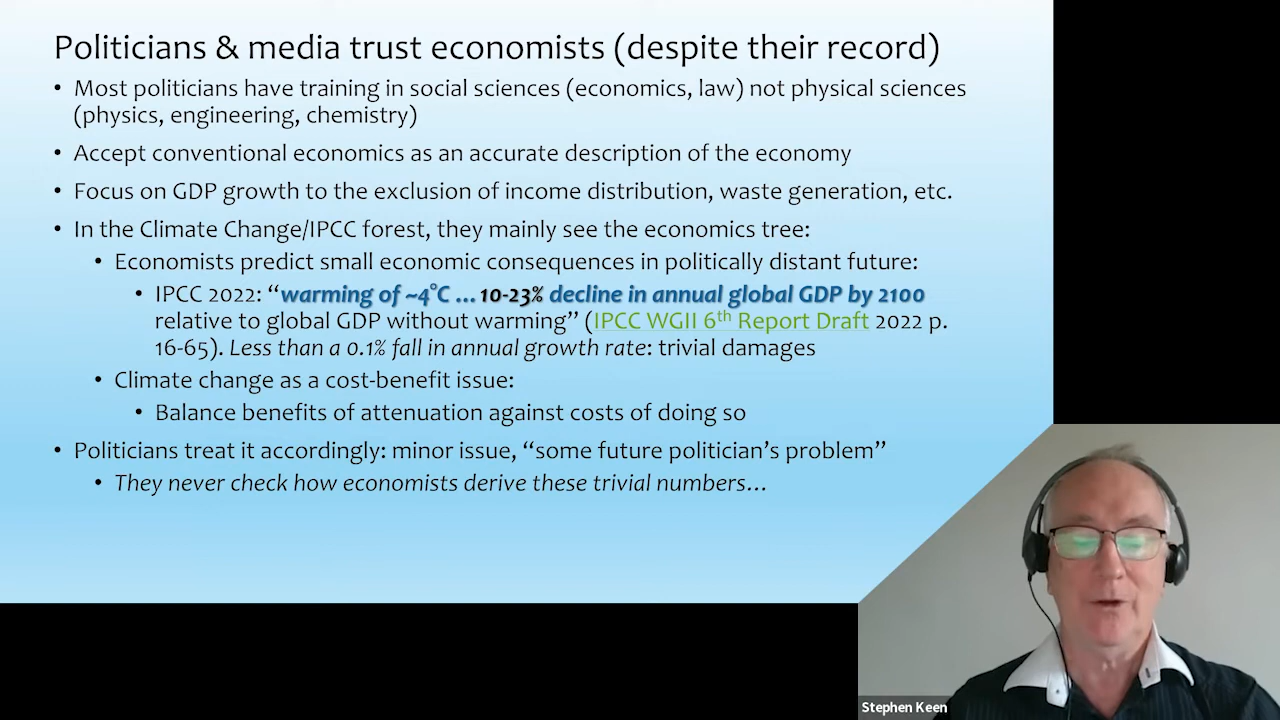 Politicians & media trust economists (despite their record)
• Most politicians have training in social sciences (economics, law) not physical sciences
(physics, engineering, chemistry)
• Accept conventional economics as an accurate description of the economy
• Focus on GDP growth to the exclusion of income distribution, waste generation, etc.
• In the Climate Change/IPCC forest, they mainly see the economics tree:
• Economists predict small economic consequences in politically distant future:
• IPCC 2022: “warming of ~4°C …10-23% decline in annual global GDP by 2100
relative to global GDP without warming” (IPCC WGII 6th Report Draft 2022 p.
16-65). Less than a 0.1% fall in annual growth rate: trivial damages
• Climate change as a cost-benefit issue:
• Balance benefits of attenuation against costs of doing so
• Politicians treat it accordingly: minor issue, “some future politician’s problem”
• They never check how economists derive these trivial numbers…
Stephen Keen